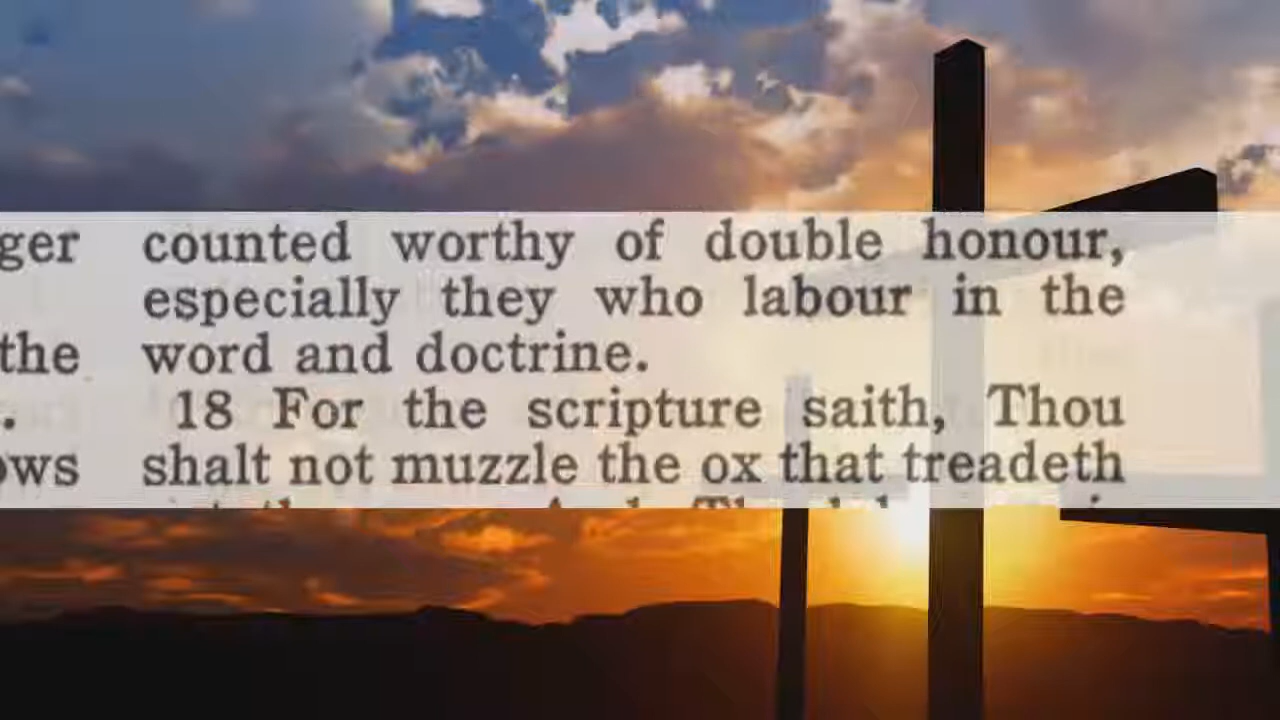 ger counted worthy of double honour,
especially they who labour in the
the word and doctrine.
. 18 For the scripture saith, Thou
ows shalt not muzzle the ox that treadeth